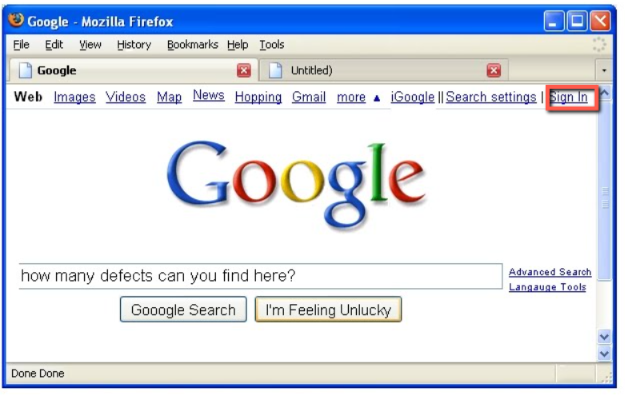 Google - Mozilla Firefox
File Edit View History Bookmarks Help Tools
Google Untitled)
Web Images Videos Map News Hopping Gmail more ▲ iGoogle || Search settings | Sign In
Google
how many defects can you find here?
Advanced Search
Langauge Tools
Gooogle Search I'm Feeling Unlucky
Done Done